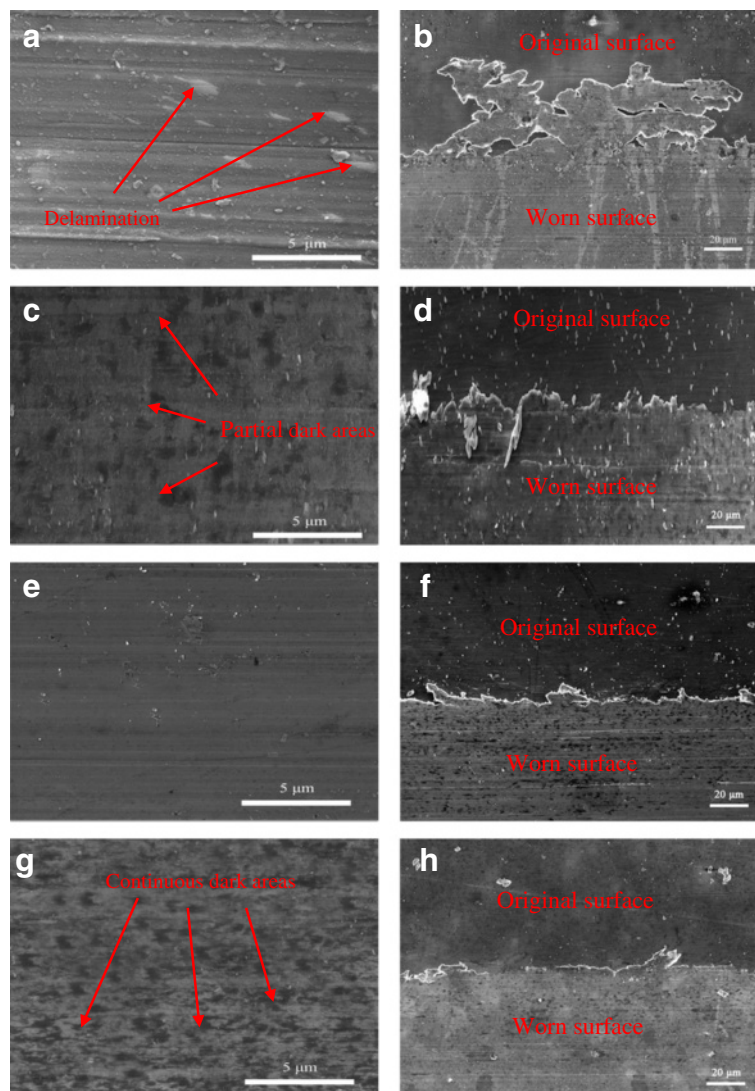 a
Delamination
5 μm
b
Original surface
Worn surface
20 μm
c
Partial dark areas
5 μm
d
Original surface
Worn surface
20 μm
e
5 μm
f
Original surface
Worn surface
20 μm
g
Continuous dark areas
5 μm
h
Original surface
Worn surface
20 μm